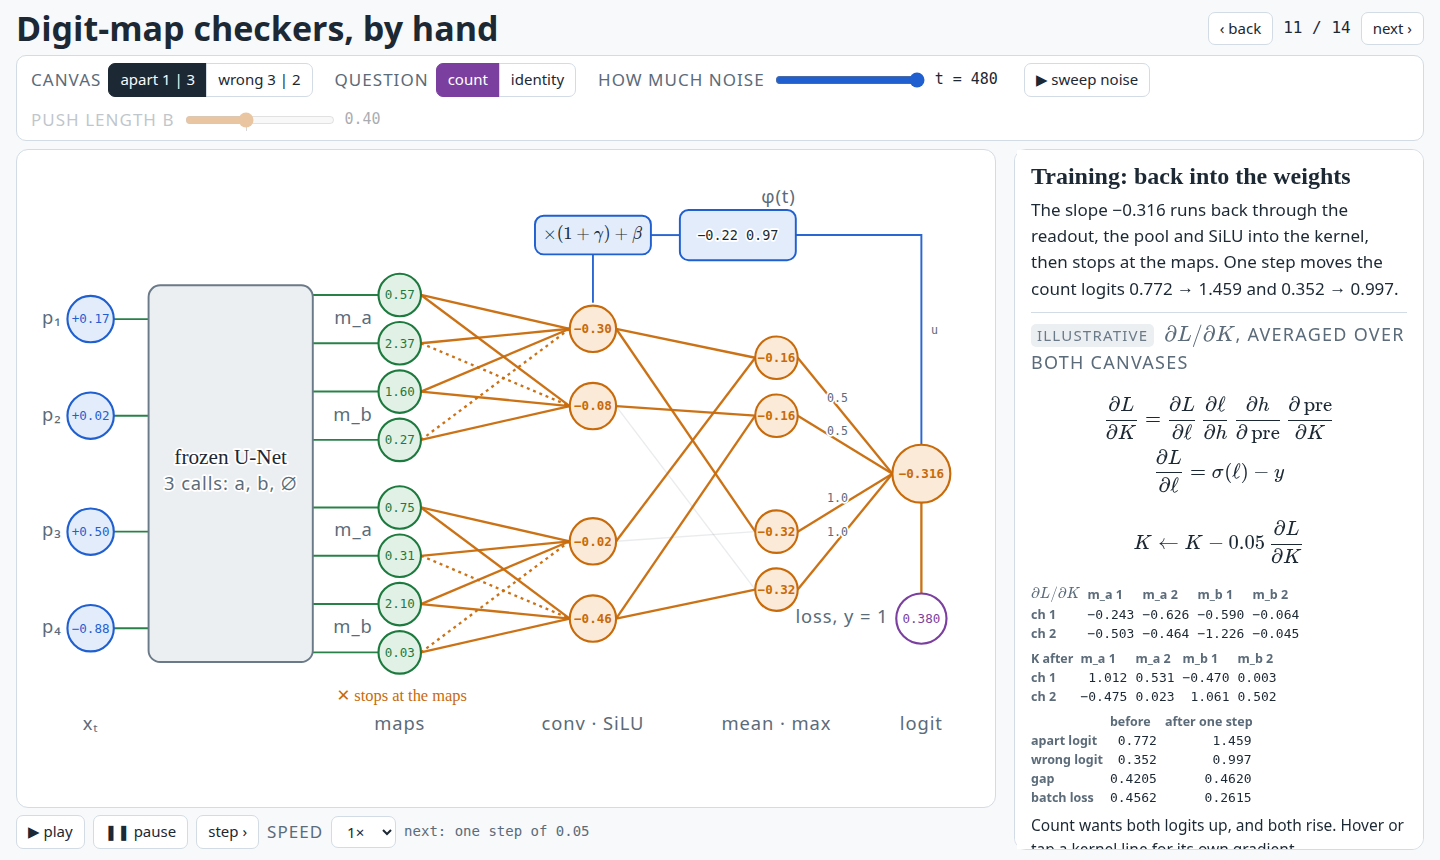 Digit-map checkers, by hand
‹ back 11 / 14 next ›
CANVAS apart 1 | 3 wrong 3 | 2 QUESTION count identity HOW MUCH NOISE t = 480 ▶ sweep noise
PUSH LENGTH B 0.40
φ(t)
×(1 + γ) + β
−0.22 0.97
p₁ +0.17
p₂ +0.02
p₃ +0.50
p₄ −0.88
frozen U-Net
3 calls: a, b, ∅
m_a
m_b
m_a
m_b
0.57
2.37
1.60
0.27
0.75
0.31
2.10
0.03
−0.30
−0.08
−0.02
−0.46
−0.16
−0.16
−0.32
−0.32
0.5
0.5
1.0
1.0
u
−0.316
loss, y = 1 0.380
✕ stops at the maps
xₜ maps conv · SiLU mean · max logit
▶ play ❚❚ pause step › SPEED 1× next: one step of 0.05
Training: back into the weights
The slope −0.316 runs back through the
readout, the pool and SiLU into the kernel,
then stops at the maps. One step moves the
count logits 0.772 → 1.459 and 0.352 → 0.997.
ILLUSTRATIVE ∂L/∂K, AVERAGED OVER
BOTH CANVASES
∂L/∂K = ∂L/∂ℓ ∂ℓ/∂h ∂h/∂ pre ∂ pre/∂K
∂L/∂ℓ = σ(ℓ) − y
K ← K − 0.05 ∂L/∂K
∂L/∂K m_a 1 m_a 2 m_b 1 m_b 2
ch 1 −0.243 −0.626 −0.590 −0.064
ch 2 −0.503 −0.464 −1.226 −0.045
K after m_a 1 m_a 2 m_b 1 m_b 2
ch 1 1.012 0.531 −0.470 0.003
ch 2 −0.475 0.023 1.061 0.502
before after one step
apart logit 0.772 1.459
wrong logit 0.352 0.997
gap 0.4205 0.4620
batch loss 0.4562 0.2615
Count wants both logits up, and both rise. Hover or
tap a kernel line for its own gradient.